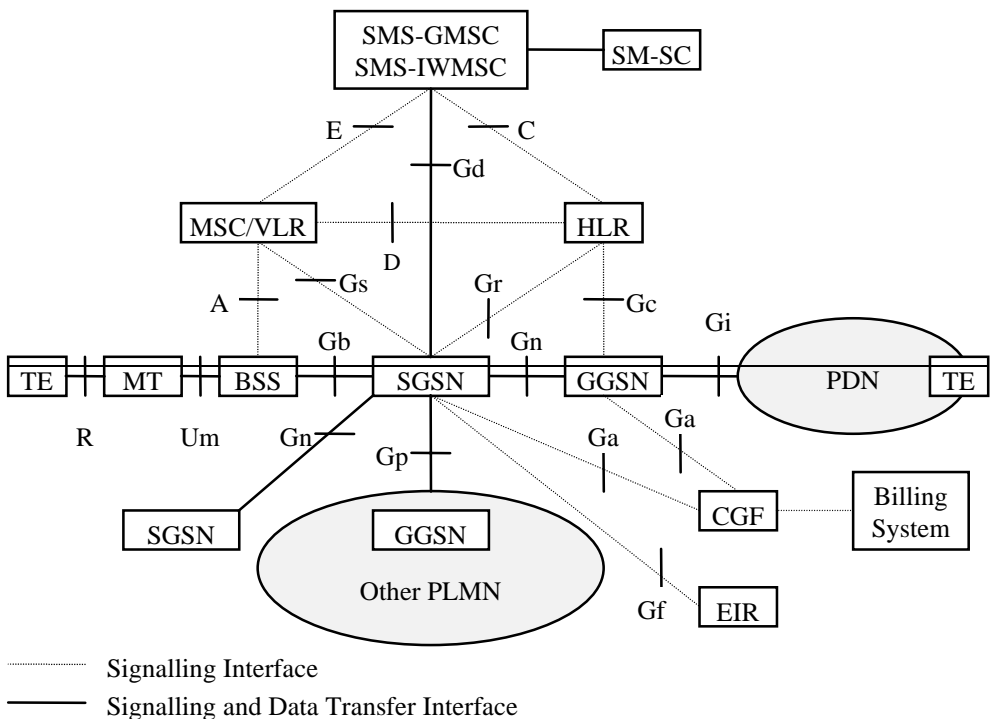 SMS-GMSC
SMS-IWMSC
SM-SC
E
C
Gd
MSC/VLR
HLR
D
Gs
Gr
A
Gc
Gi
Gb
Gn
TE
MT
BSS
SGSN
GGSN
PDN
TE
R
Um
Gn
Gp
Ga
Ga
SGSN
GGSN
CGF
Billing
System
Other PLMN
Gf
EIR
Signalling Interface
Signalling and Data Transfer Interface